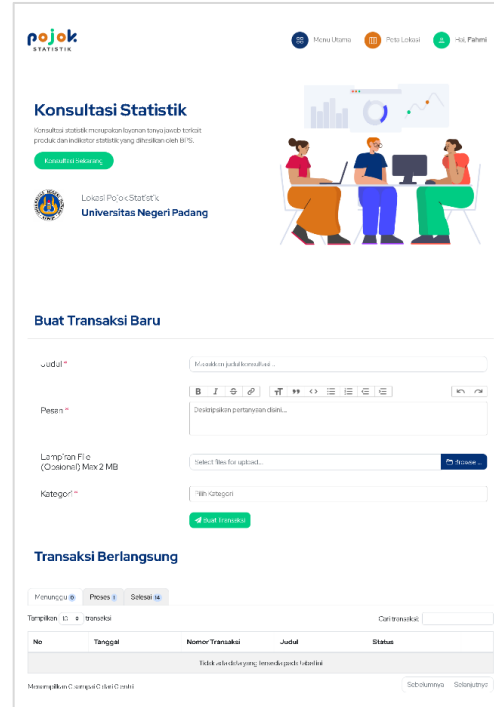 pojok
STATISTIK
Menu Utama
Peta Lokasi
Hai, Fahmi
Konsultasi Statistik
Konsultasi statistik merupakan layanan tanya jawab terkait
produk dan indikator statistik yang dihasilkan oleh BPS.
Konsultasi Sekarang
Lokasi Pojok Statistik
Universitas Negeri Padang
Buat Transaksi Baru
Judul *
Masukkan judul konsultasi ...
B I S
Pesan *
Deskripsikan pertanyaan disini...
Lampiran File
(Opsional) Max 2 MB
Select files for upload...
Browse ...
Kategori *
Pilih Kategori
Buat Transaksi
Transaksi Berlangsung
Menunggu 0 Proses 1 Selesai 14
Tampilkan 10 transaksi
Cari transaksi:
No Tanggal Nomor Transaksi Judul Status
Tidak ada data yang tersedia pada tabel ini
Menampilkan 0 sampai 0 dari 0 entri
Sebelumnya Selanjutnya